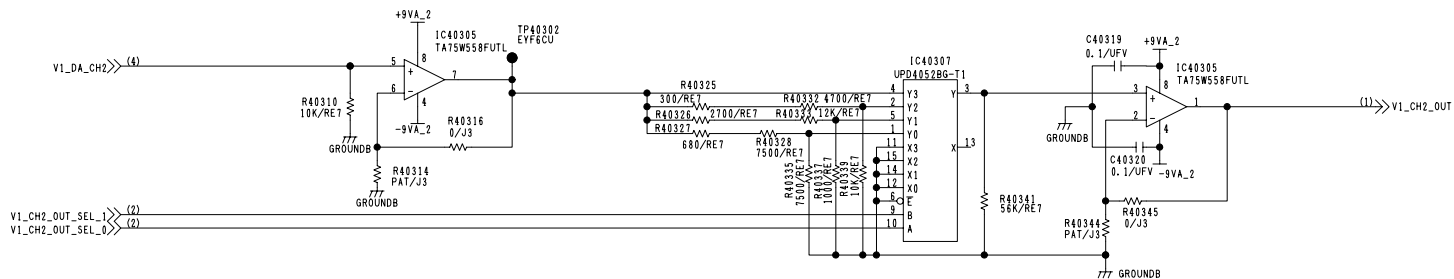 +9VA_2
IC40305
TA75W558FUTL
TP40302
EYF6CU
V1_DA_CH2
(4)
5
6
8
7
4
-9VA_2
R40310
10K/RE7
GROUNDB
R40316
0/J3
R40314
PAT/J3
GROUNDB
R40325
300/RE7
R40332
4700/RE7
R40326
2700/RE7
R40333
12K/RE7
R40327
680/RE7
R40328
7500/RE7
R40335
7500/RE7
R40337
1000/RE7
R40339
10K/RE7
IC40307
UPD4052BG-T1
4 Y3
2 Y2
5 Y1
1 Y0
11 X3
15 X2
14 X1
12 X0
6 E
9 B
10 A
Y 3
X 13
R40341
56K/RE7
C40319
0.1/UFV
+9VA_2
IC40305
TA75W558FUTL
3
2
8
1
4
GROUNDB
C40320
0.1/UFV
-9VA_2
R40345
0/J3
R40344
PAT/J3
GROUNDB
(1)
V1_CH2_OUT
V1_CH2_OUT_SEL_1
(2)
V1_CH2_OUT_SEL_0
(2)